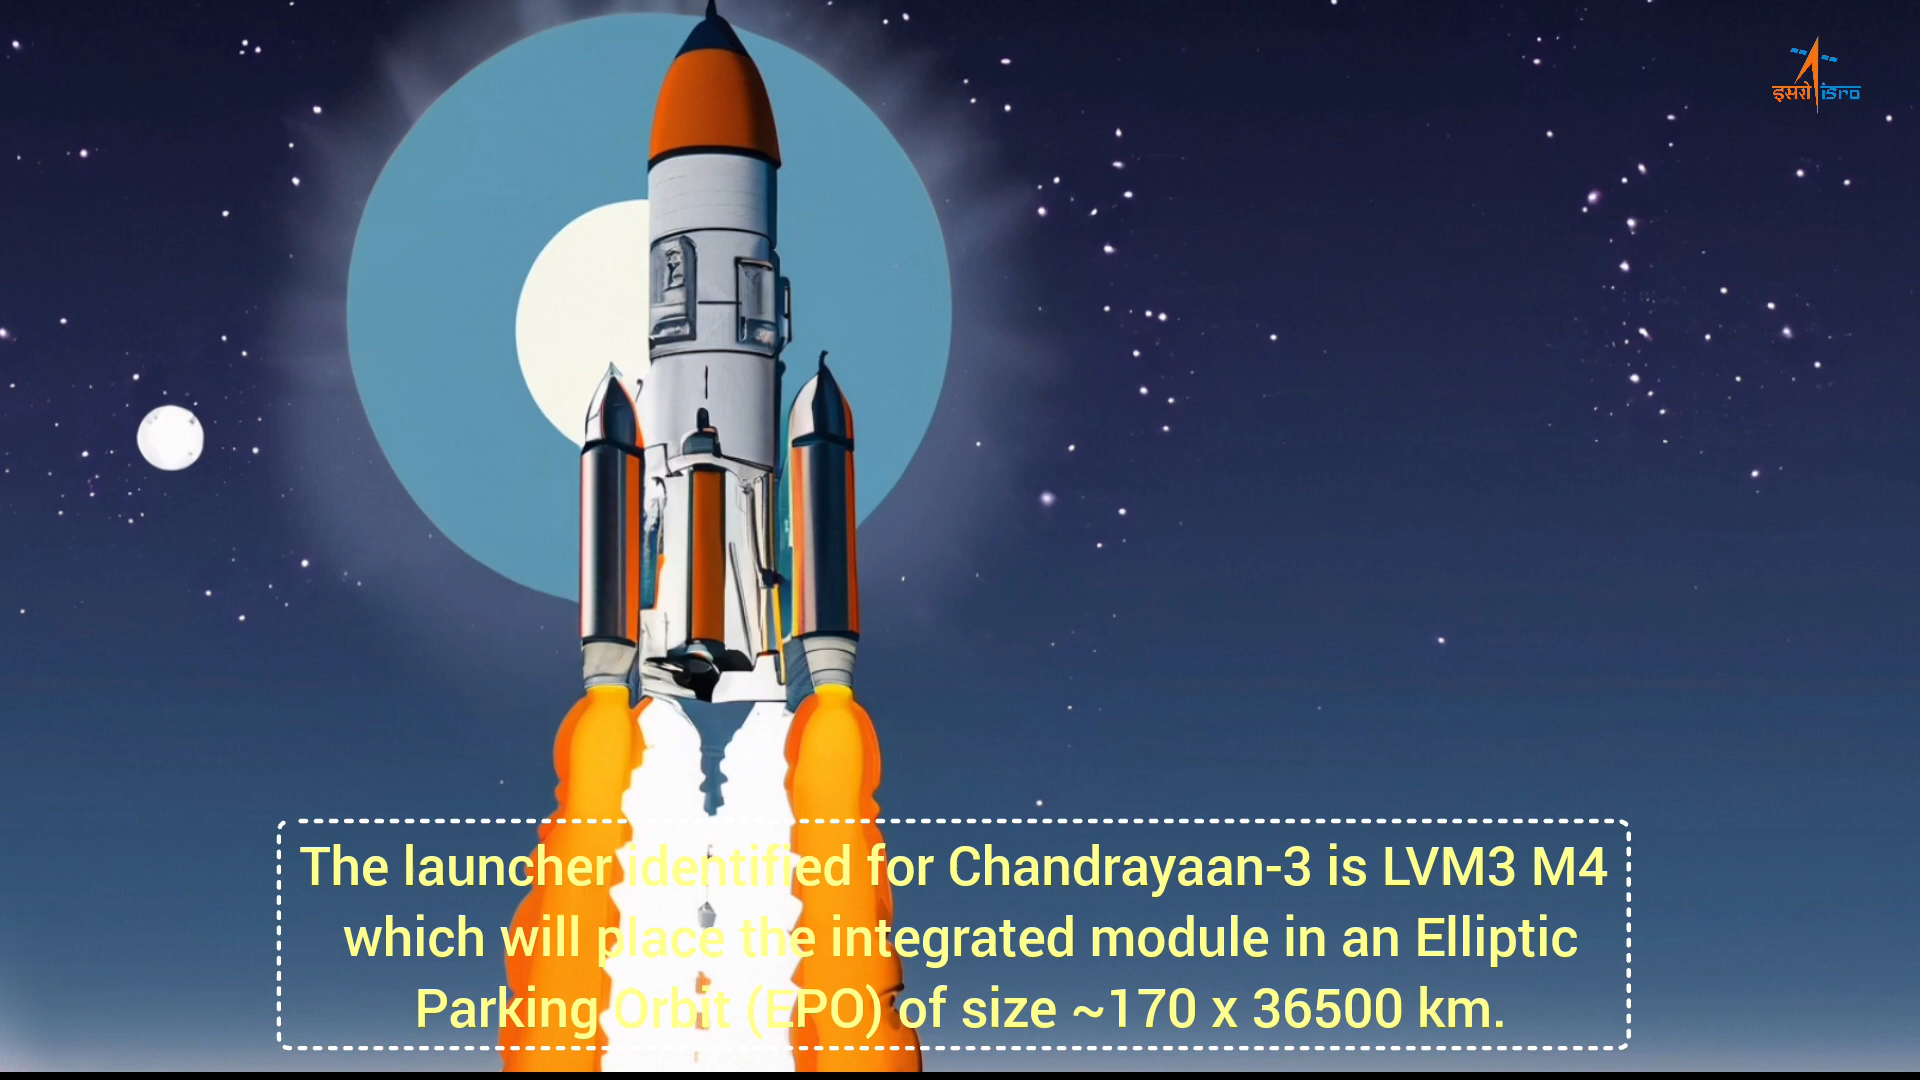 इसरो isro
The launcher identified for Chandrayaan-3 is LVM3 M4
which will place the integrated module in an Elliptic
Parking Orbit (EPO) of size ~170 x 36500 km.